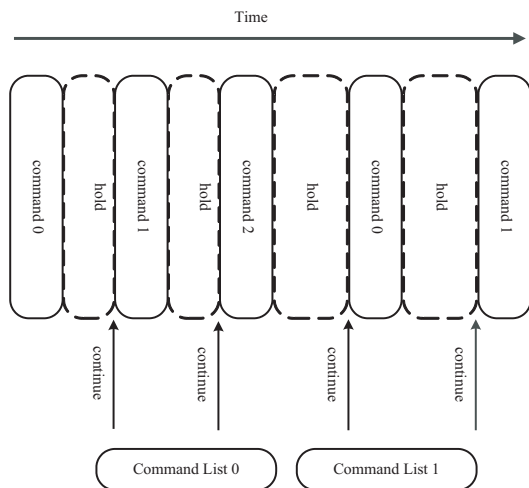 Time
command 0
hold
command 1
hold
command 2
hold
command 0
hold
command 1
continue
continue
continue
continue
Command List 0
Command List 1